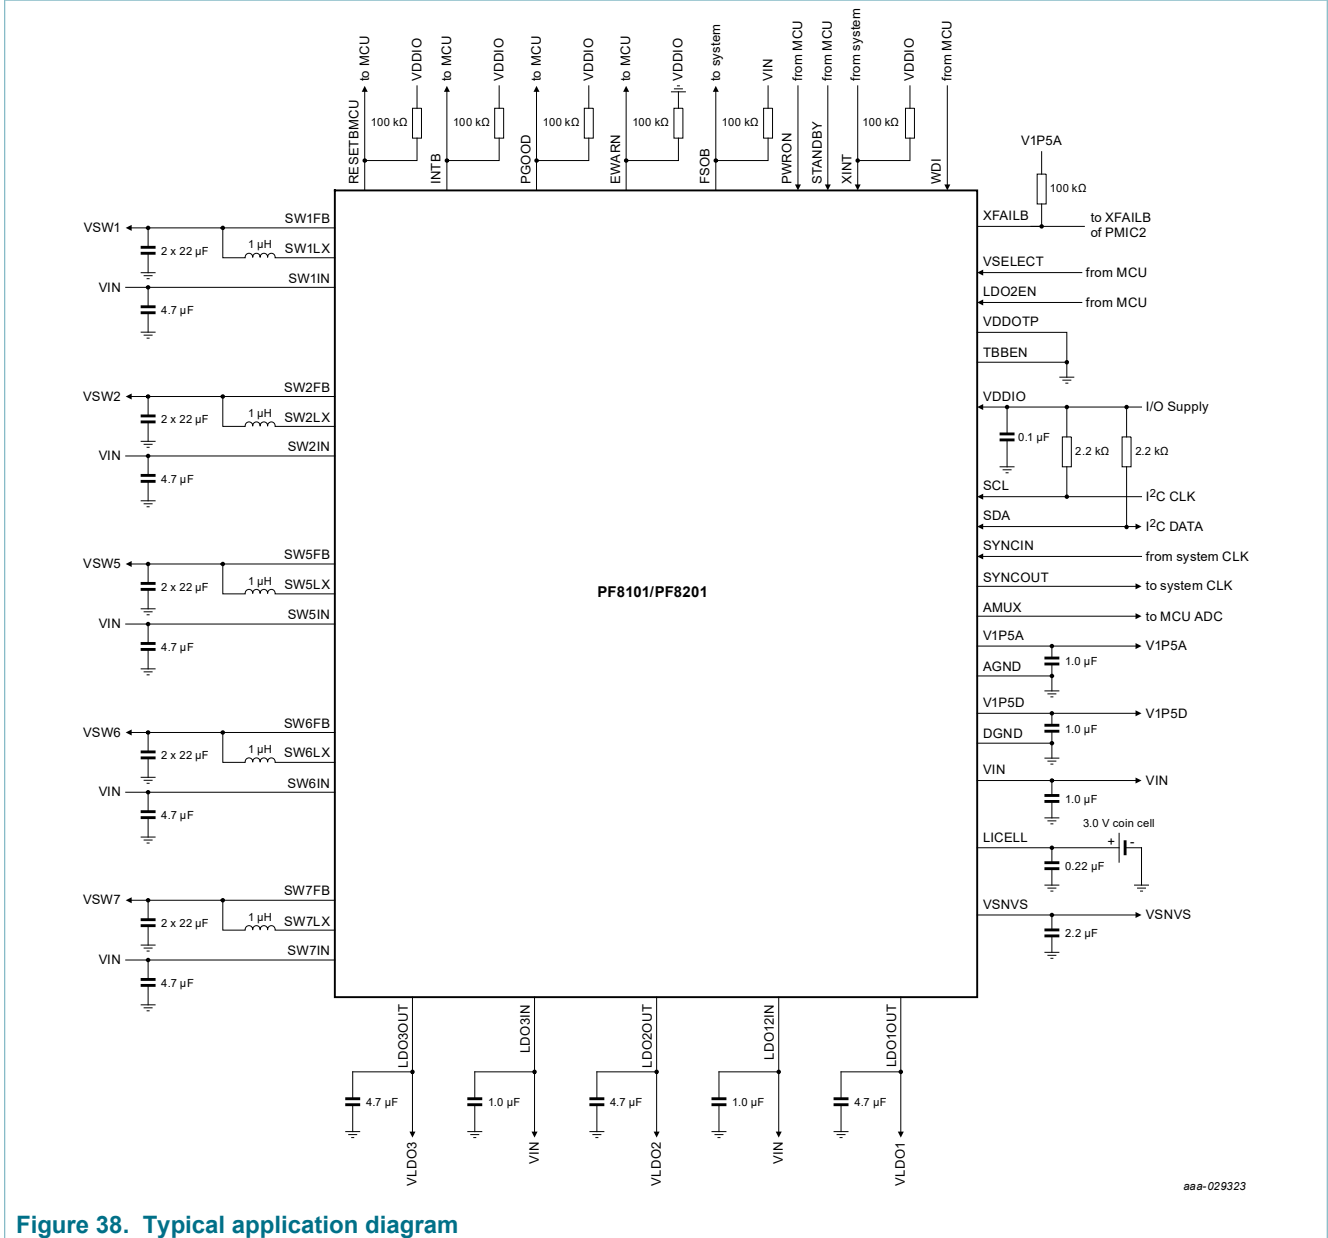 to MCU
VDDIO
to MCU
VDDIO
to MCU
VDDIO
to MCU
VDDIO
to system
VIN
from MCU
from MCU
from system
VDDIO
from MCU
100 kΩ
100 kΩ
100 kΩ
100 kΩ
100 kΩ
100 kΩ
RESETBMCU
INTB
PGOOD
EWARN
FSOB
PWRON
STANDBY
XINT
WDI
V1P5A
100 kΩ
XFAILB
to XFAILB
of PMIC2
VSELECT
from MCU
LDO2EN
from MCU
VDDOTP
TBBEN
VDDIO
I/O Supply
0.1 µF
2.2 kΩ
2.2 kΩ
SCL
I2C CLK
SDA
I2C DATA
SYNCIN
from system CLK
SYNCOUT
to system CLK
AMUX
to MCU ADC
V1P5A
V1P5A
1.0 µF
AGND
V1P5D
V1P5D
1.0 µF
DGND
VIN
VIN
1.0 µF
3.0 V coin cell
LICELL
+
-
0.22 µF
VSNVS
VSNVS
2.2 µF
SW1FB
VSW1
2 x 22 µF
1 µH
SW1LX
SW1IN
VIN
4.7 µF
SW2FB
VSW2
2 x 22 µF
1 µH
SW2LX
SW2IN
VIN
4.7 µF
SW5FB
VSW5
2 x 22 µF
1 µH
SW5LX
SW5IN
VIN
4.7 µF
SW6FB
VSW6
2 x 22 µF
1 µH
SW6LX
SW6IN
VIN
4.7 µF
SW7FB
VSW7
2 x 22 µF
1 µH
SW7LX
SW7IN
VIN
4.7 µF
PF8101/PF8201
LDO3OUT
LDO3IN
LDO2OUT
LDO12IN
LDO1OUT
4.7 µF
1.0 µF
4.7 µF
1.0 µF
4.7 µF
VLDO3
VIN
VLDO2
VIN
VLDO1
aaa-029323
Figure 38. Typical application diagram